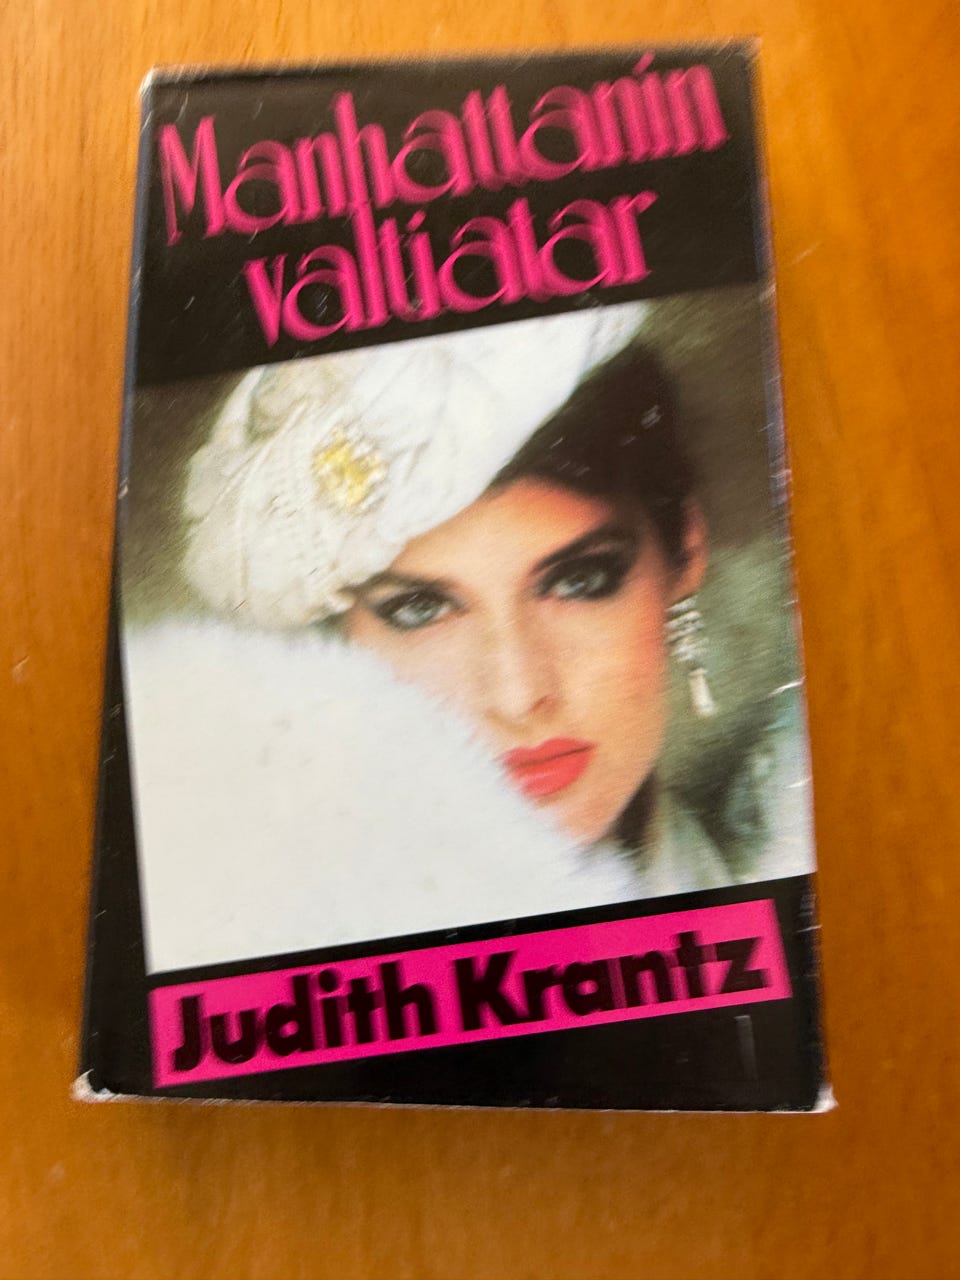 Manhattanin
valtiatar
Judith Krantz